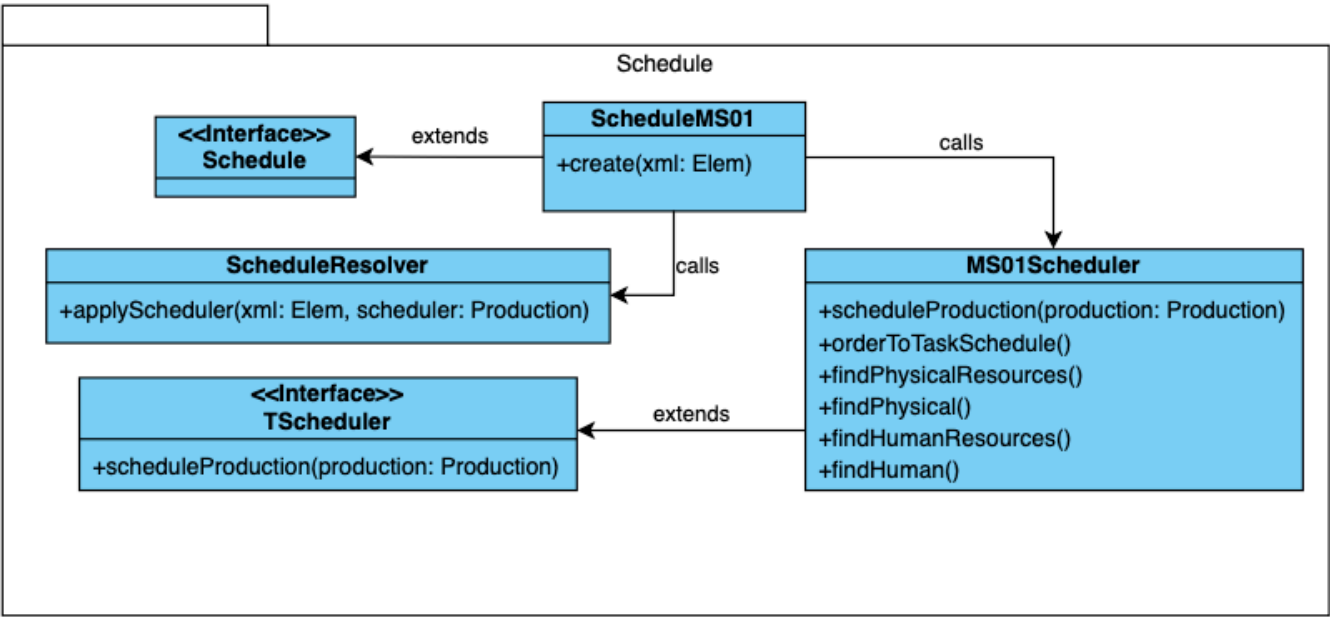 Schedule
<<Interface>>
Schedule
extends
ScheduleMS01
+create(xml: Elem)
calls
ScheduleResolver
+applyScheduler(xml: Elem, scheduler: Production)
calls
MS01Scheduler
+scheduleProduction(production: Production)
+orderToTaskSchedule()
+findPhysicalResources()
+findPhysical()
+findHumanResources()
+findHuman()
<<Interface>>
TScheduler
+scheduleProduction(production: Production)
extends